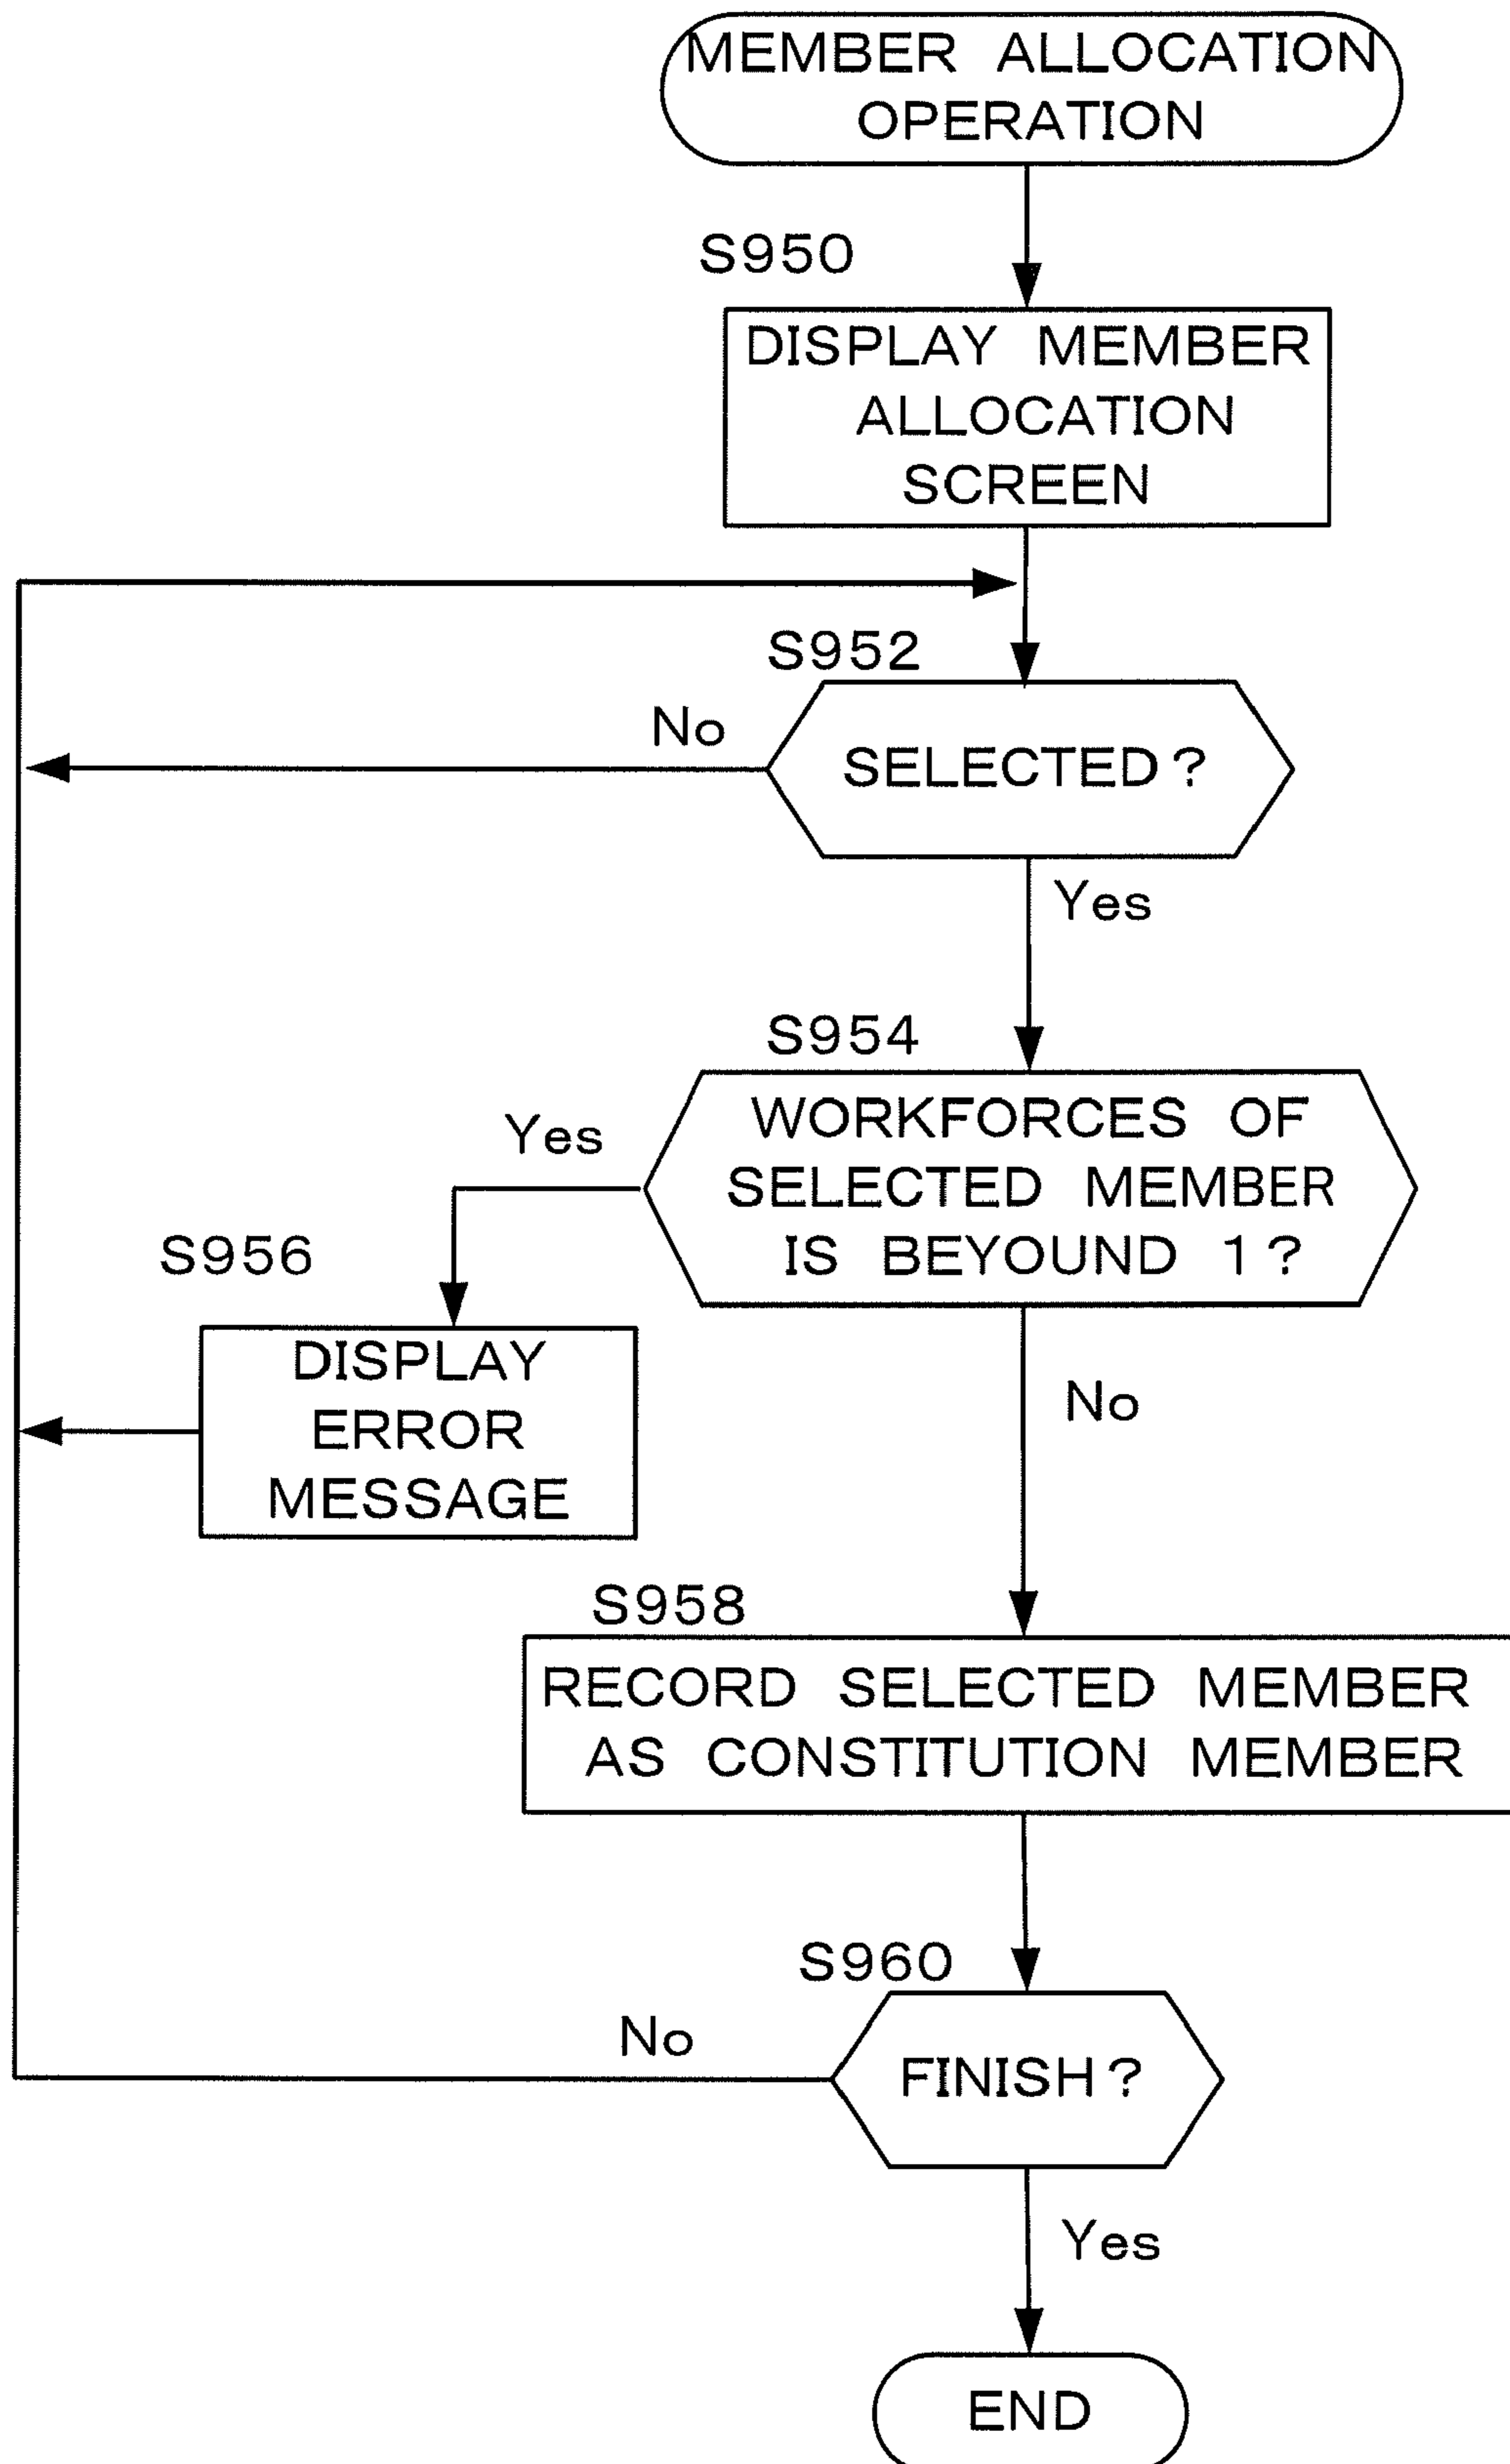 MEMBER ALLOCATION
OPERATION
S950
DISPLAY MEMBER
ALLOCATION
SCREEN
S952
No
SELECTED?
Yes
S954
WORKFORCES OF
SELECTED MEMBER
IS BEYOUND 1?
Yes
S956
DISPLAY
ERROR
MESSAGE
No
S958
RECORD SELECTED MEMBER
AS CONSTITUTION MEMBER
S960
No
FINISH?
Yes
END